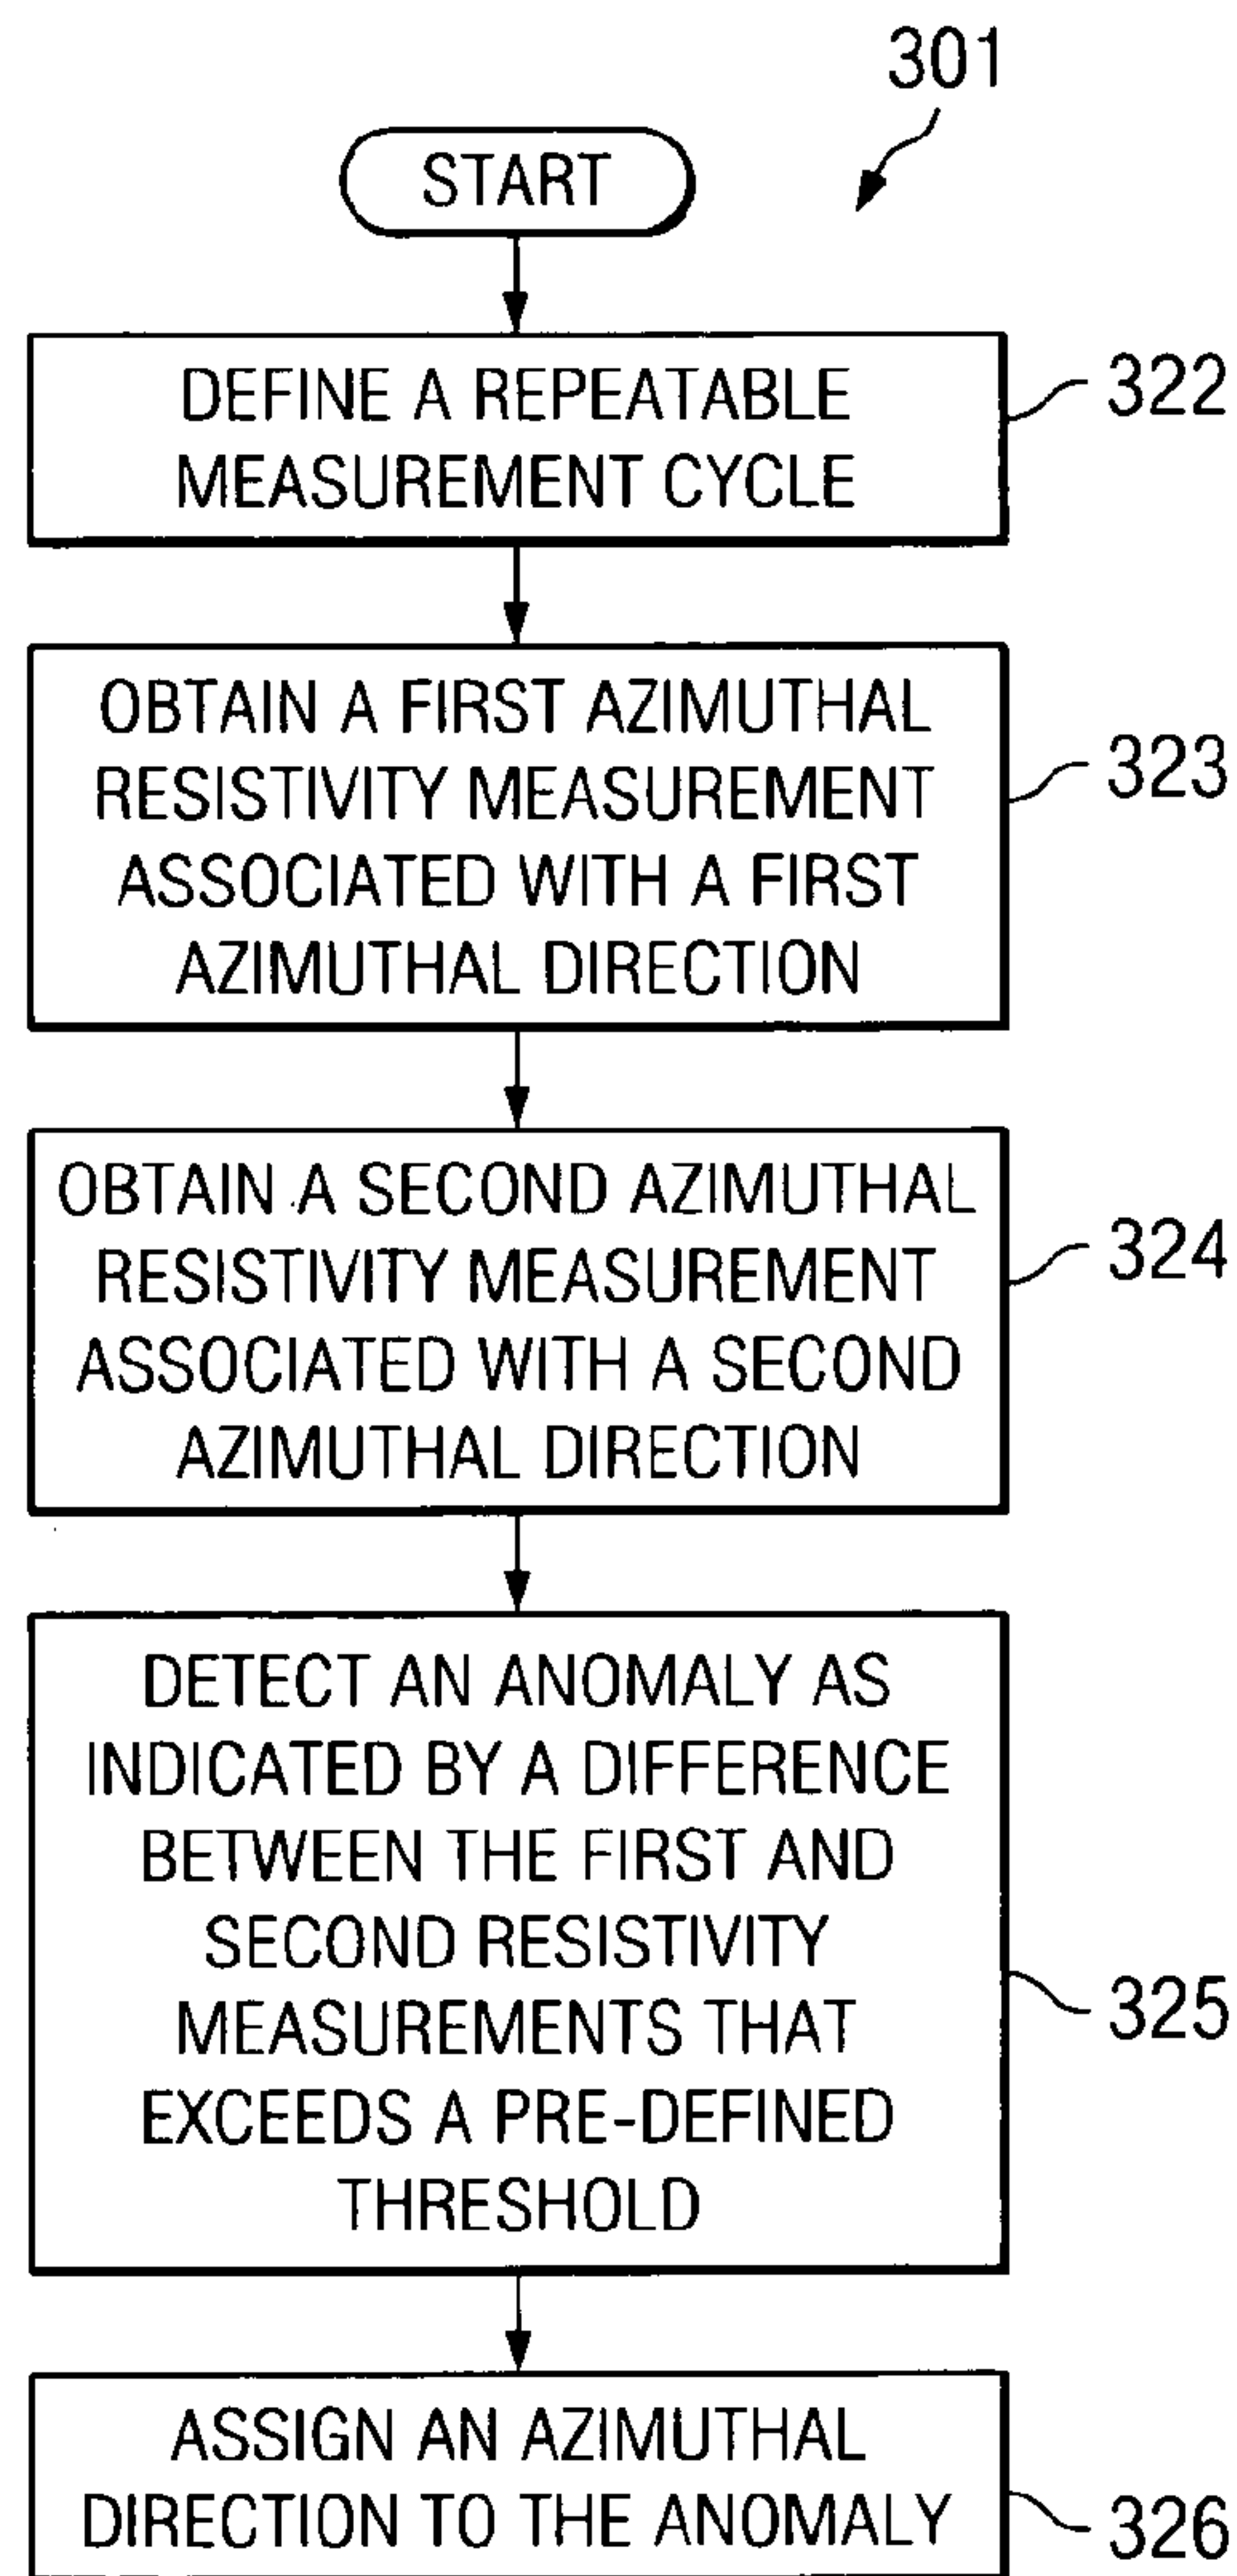 301
START
DEFINE A REPEATABLE
MEASUREMENT CYCLE
322
OBTAIN A FIRST AZIMUTHAL
RESISTIVITY MEASUREMENT
ASSOCIATED WITH A FIRST
AZIMUTHAL DIRECTION
323
OBTAIN A SECOND AZIMUTHAL
RESISTIVITY MEASUREMENT
ASSOCIATED WITH A SECOND
AZIMUTHAL DIRECTION
324
DETECT AN ANOMALY AS
INDICATED BY A DIFFERENCE
BETWEEN THE FIRST AND
SECOND RESISTIVITY
MEASUREMENTS THAT
EXCEEDS A PRE-DEFINED
THRESHOLD
325
ASSIGN AN AZIMUTHAL
DIRECTION TO THE ANOMALY
326